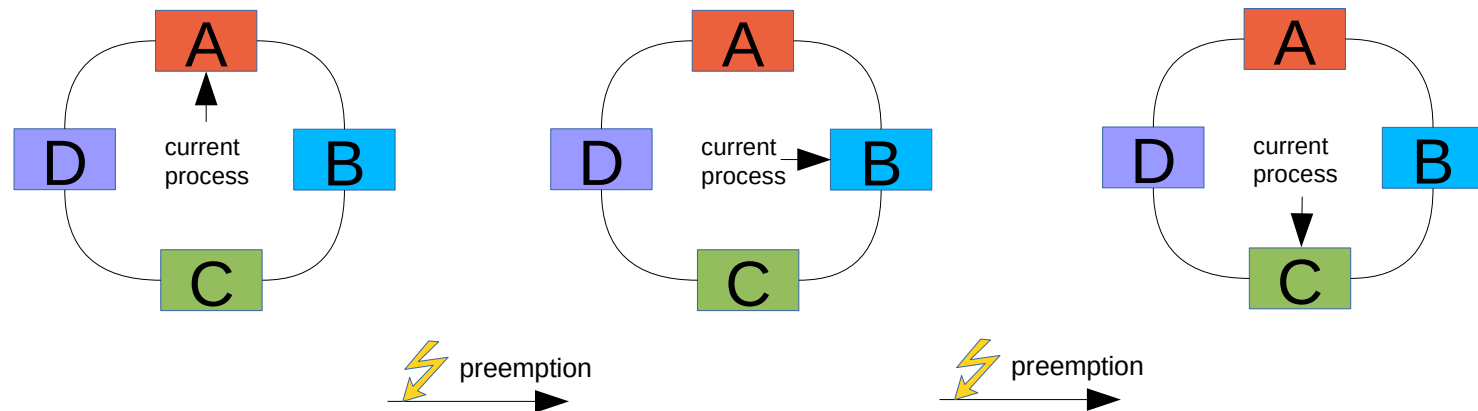 A
D
current
process
B
C
A
D
current
process
B
C
A
D
current
process
B
C
preemption
preemption